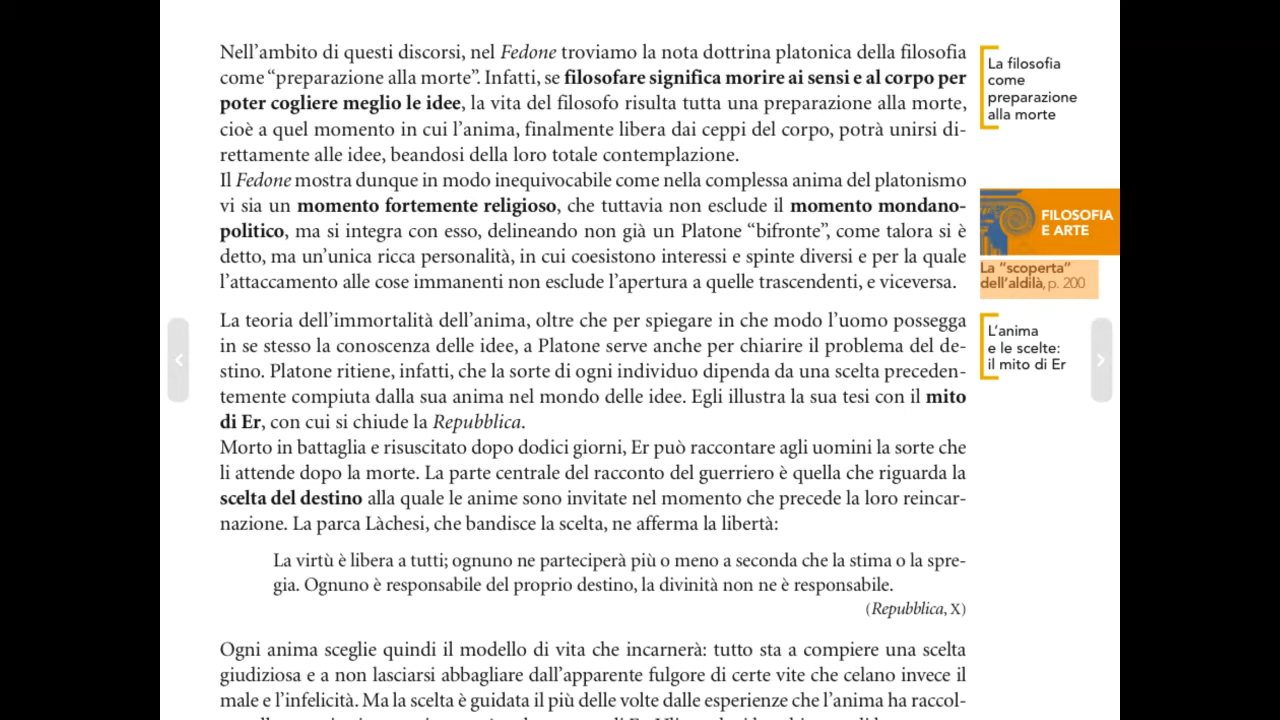 Nell'ambito di questi discorsi, nel Fedone troviamo la nota dottrina platonica della filosofia
come “preparazione alla morte”. Infatti, se filosofare significa morire ai sensi e al corpo per
poter cogliere meglio le idee, la vita del filosofo risulta tutta una preparazione alla morte,
cioè a quel momento in cui l'anima, finalmente libera dai ceppi del corpo, potrà unirsi di-
rettamente alle idee, beandosi della loro totale contemplazione.
Il Fedone mostra dunque in modo inequivocabile come nella complessa anima del platonismo
vi sia un momento fortemente religioso, che tuttavia non esclude il momento mondano-
politico, ma si integra con esso, delineando non già un Platone “bifronte”, come talora si è
detto, ma un'unica ricca personalità, in cui coesistono interessi e spinte diversi e per la quale
l'attaccamento alle cose immanenti non esclude l'apertura a quelle trascendenti, e viceversa.
La teoria dell'immortalità dell'anima, oltre che per spiegare in che modo l'uomo possegga
in se stesso la conoscenza delle idee, a Platone serve anche per chiarire il problema del de-
stino. Platone ritiene, infatti, che la sorte di ogni individuo dipenda da una scelta preceden-
temente compiuta dalla sua anima nel mondo delle idee. Egli illustra la sua tesi con il mito
di Er, con cui si chiude la Repubblica.
Morto in battaglia e risuscitato dopo dodici giorni, Er può raccontare agli uomini la sorte che
li attende dopo la morte. La parte centrale del racconto del guerriero è quella che riguarda la
scelta del destino alla quale le anime sono invitate nel momento che precede la loro reincar-
nazione. La parca Làchesi, che bandisce la scelta, ne afferma la libertà:
La virtù è libera a tutti; ognuno ne parteciperà più o meno a seconda che la stima o la spre-
gia. Ognuno è responsabile del proprio destino, la divinità non ne è responsabile.
(Repubblica, X)
Ogni anima sceglie quindi il modello di vita che incarnerà: tutto sta a compiere una scelta
giudiziosa e a non lasciarsi abbagliare dall'apparente fulgore di certe vite che celano invece il
male e l'infelicità. Ma la scelta è guidata il più delle volte dalle esperienze che l'anima ha raccol-
La filosofia
come
preparazione
alla morte
FILOSOFIA
E ARTE
La “scoperta”
dell'aldilà, p. 200
L'anima
e le scelte:
il mito di Er